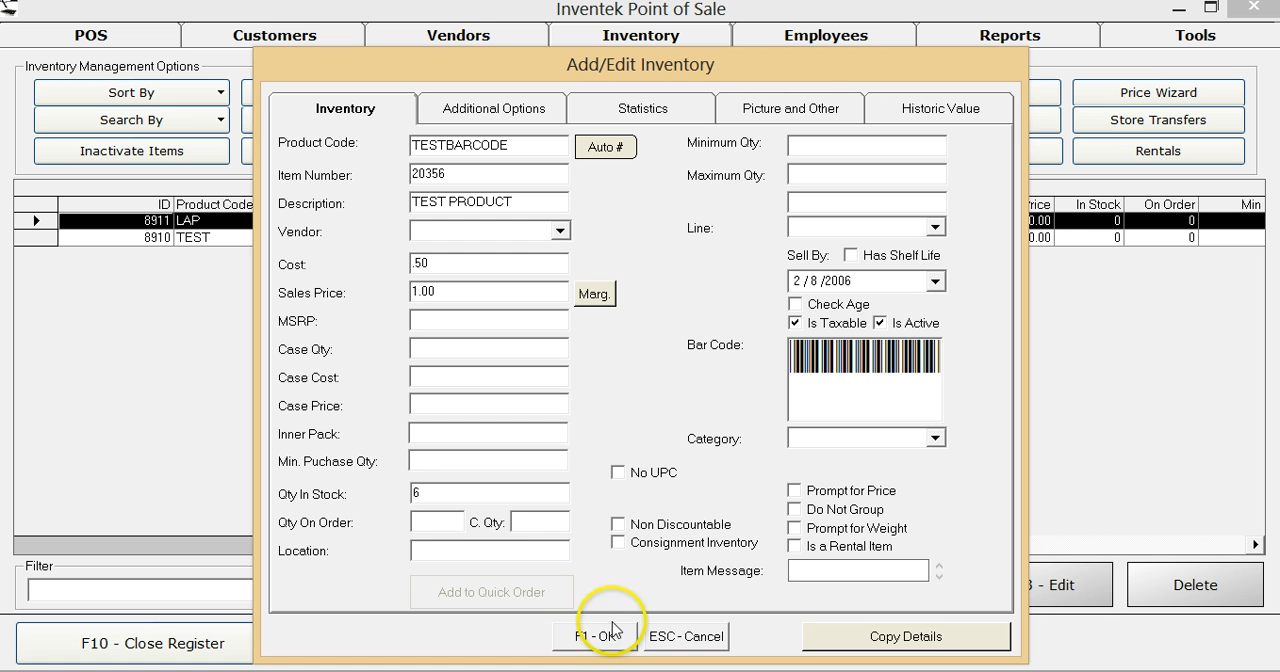 Inventek Point of Sale
POS Customers Vendors Inventory Employees Reports Tools
Inventory Management Options
Sort By
Search By
Inactivate Items
Price Wizard
Store Transfers
Rentals
ID Product Code In Stock On Order Min
8911 LAP 0.00 0 0
8910 TEST 0.00 0 0
Filter
F10 - Close Register
- Edit
Delete
Add/Edit Inventory
Inventory Additional Options Statistics Picture and Other Historic Value
Product Code: TESTBARCODE Auto #
Item Number: 20356
Description: TEST PRODUCT
Vendor:
Cost: .50
Sales Price: 1.00 Marg.
MSRP:
Case Qty:
Case Cost:
Case Price:
Inner Pack:
Min. Puchase Qty:
Qty In Stock: 6
Qty On Order: C. Qty:
Location:
Add to Quick Order
Minimum Qty:
Maximum Qty:
Line:
Sell By: Has Shelf Life
2 / 8 /2006
Check Age
Is Taxable Is Active
Bar Code:
Category:
No UPC
Non Discountable
Consignment Inventory
Prompt for Price
Do Not Group
Prompt for Weight
Is a Rental Item
Item Message:
F1 - OK ESC - Cancel Copy Details